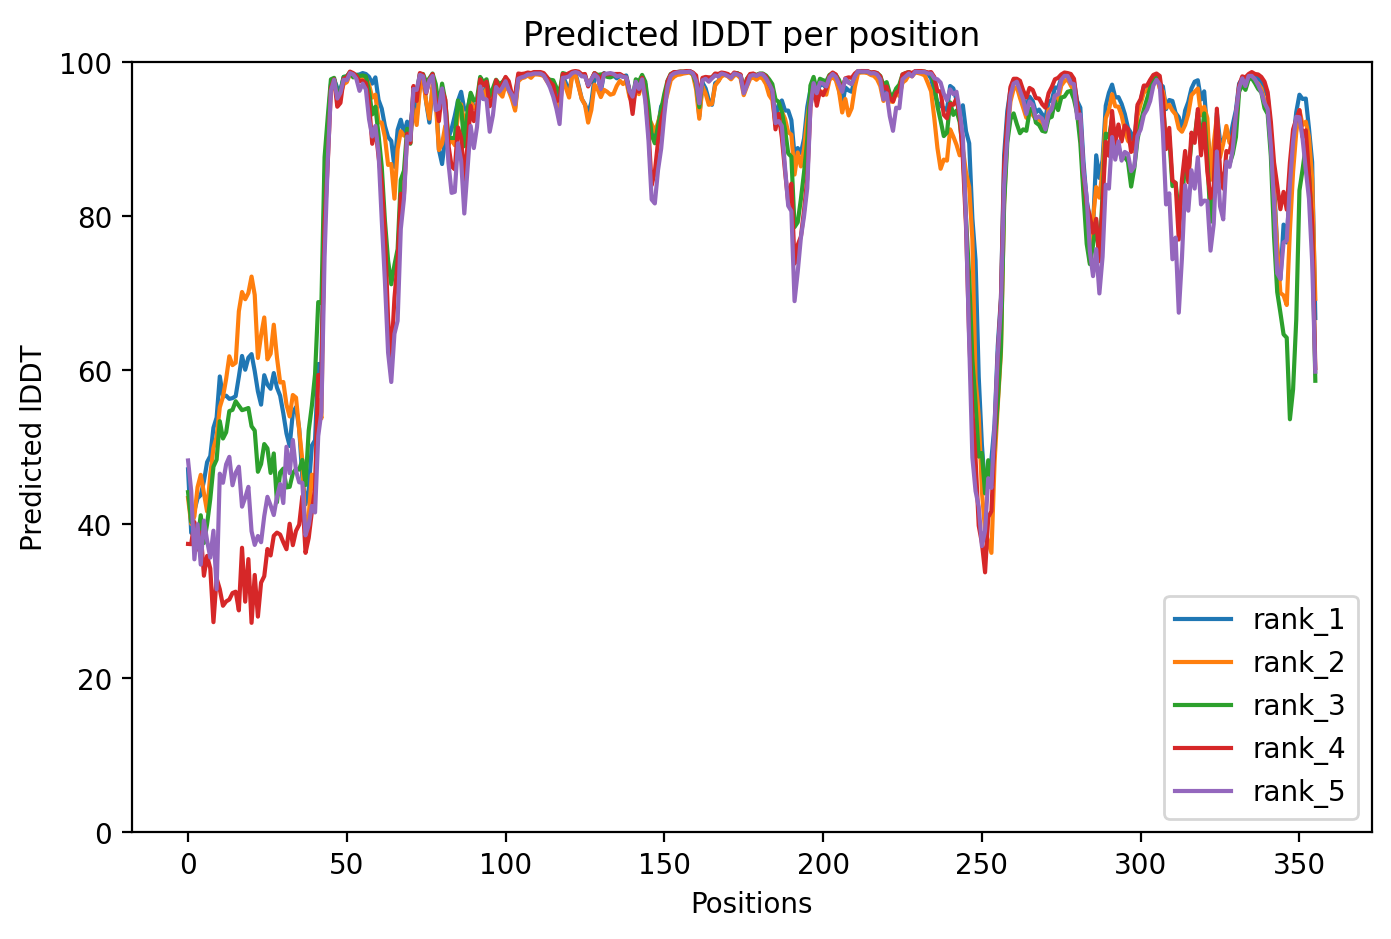 Predicted lDDT per position
100
80
60
40
20
0
Predicted lDDT
0 50 100 150 200 250 300 350
Positions
rank_1
rank_2
rank_3
rank_4
rank_5